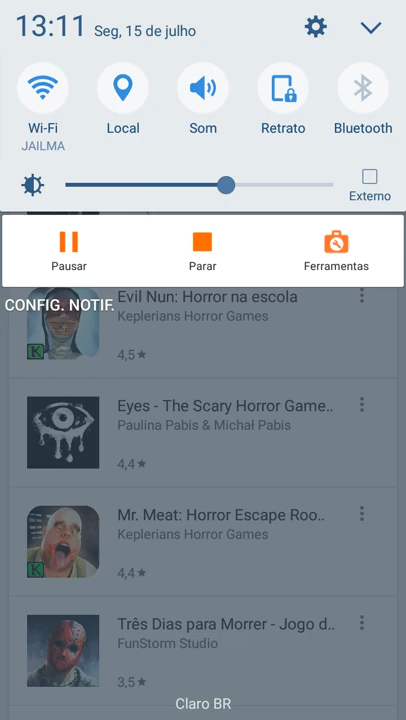 13:11 Seg, 15 de julho
Wi-Fi
JAILMA
Local
Som
Retrato
Bluetooth
Externo
Pausar
Parar
Ferramentas
CONFIG. NOTIF.
Evil Nun: Horror na escola
Keplerians Horror Games
K
4,5★
Eyes - The Scary Horror Game..
Paulina Pabis & Michał Pabis
4,4★
Mr. Meat: Horror Escape Roo..
Keplerians Horror Games
K
4,4★
Três Dias para Morrer - Jogo d..
FunStorm Studio
3,5★
Claro BR